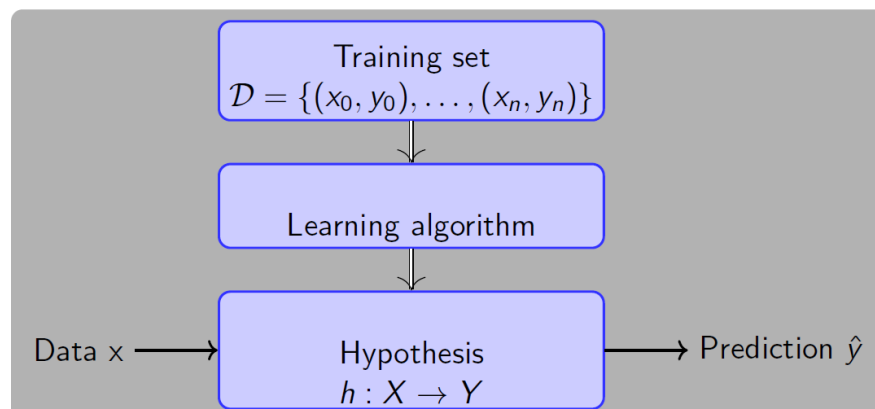 Training set
𝒟 = {(x₀, y₀), . . . , (xₙ, yₙ)}
Learning algorithm
Data x
Hypothesis
h : X → Y
Prediction ŷ